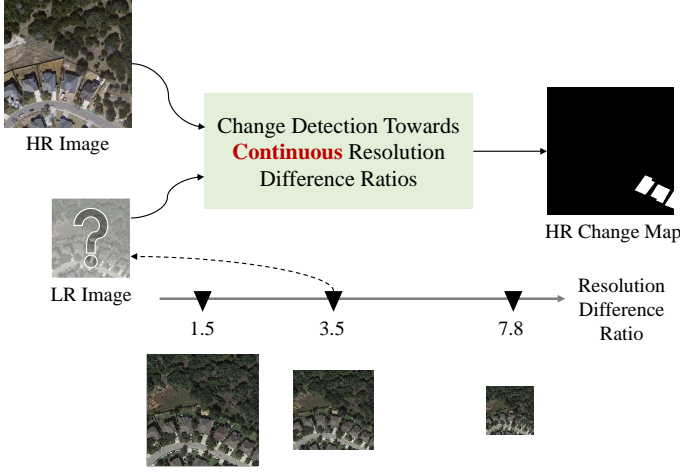 HR Image
Change Detection Towards
Continuous Resolution
Difference Ratios
HR Change Map
?
LR Image
Resolution
Difference
Ratio
1.5
3.5
7.8